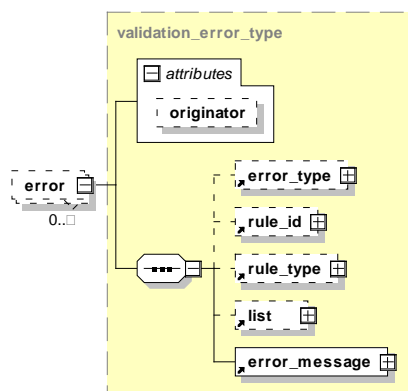 validation_error_type
attributes
originator
error
0..□
error_type
rule_id
rule_type
list
error_message